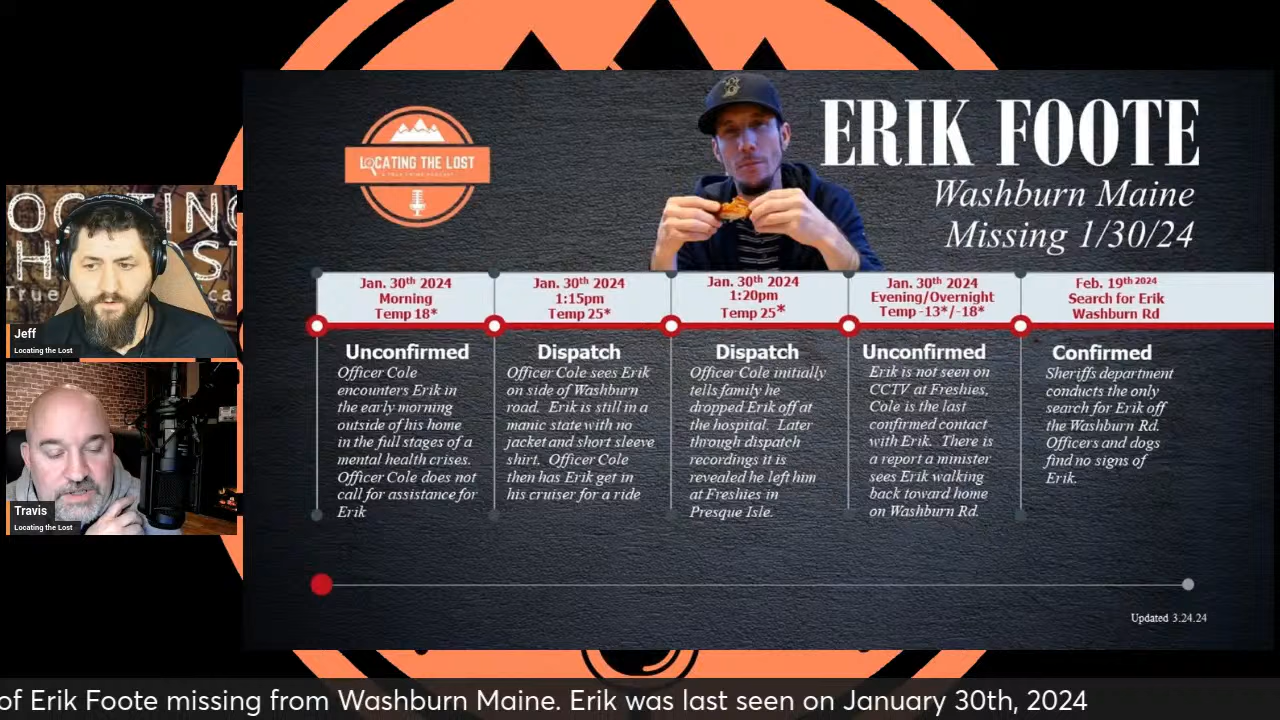 LOCATING THE LOST
A TRUE CRIME PODCAST
ERIK FOOTE
Washburn Maine
Missing 1/30/24
Jan. 30th 2024
Morning
Temp 18*
Unconfirmed
Officer Cole
encounters Erik in
the early morning
outside of his home
in the full stages of a
mental health crises.
Officer Cole does not
call for assistance for
Erik
Jan. 30th 2024
1:15pm
Temp 25*
Dispatch
Officer Cole sees Erik
on side of Washburn
road. Erik is still in a
manic state with no
jacket and short sleeve
shirt. Officer Cole
then has Erik get in
his cruiser for a ride
Jan. 30th 2024
1:20pm
Temp 25*
Dispatch
Officer Cole initially
tells family he
dropped Erik off at
the hospital. Later
through dispatch
recordings it is
revealed he left him
at Freshies in
Presque Isle.
Jan. 30th 2024
Evening/Overnight
Temp -13*/-18*
Unconfirmed
Erik is not seen on
CCTV at Freshies,
Cole is the last
confirmed contact
with Erik. There is
a report a minister
sees Erik walking
back toward home
on Washburn Rd.
Feb. 19th 2024
Search for Erik
Washburn Rd
Confirmed
Sheriffs department
conducts the only
search for Erik off
the Washburn Rd.
Officers and dogs
find no signs of
Erik.
Updated 3.24.24
Jeff
Locating the Lost
Travis
Locating the Lost
of Erik Foote missing from Washburn Maine. Erik was last seen on January 30th, 2024